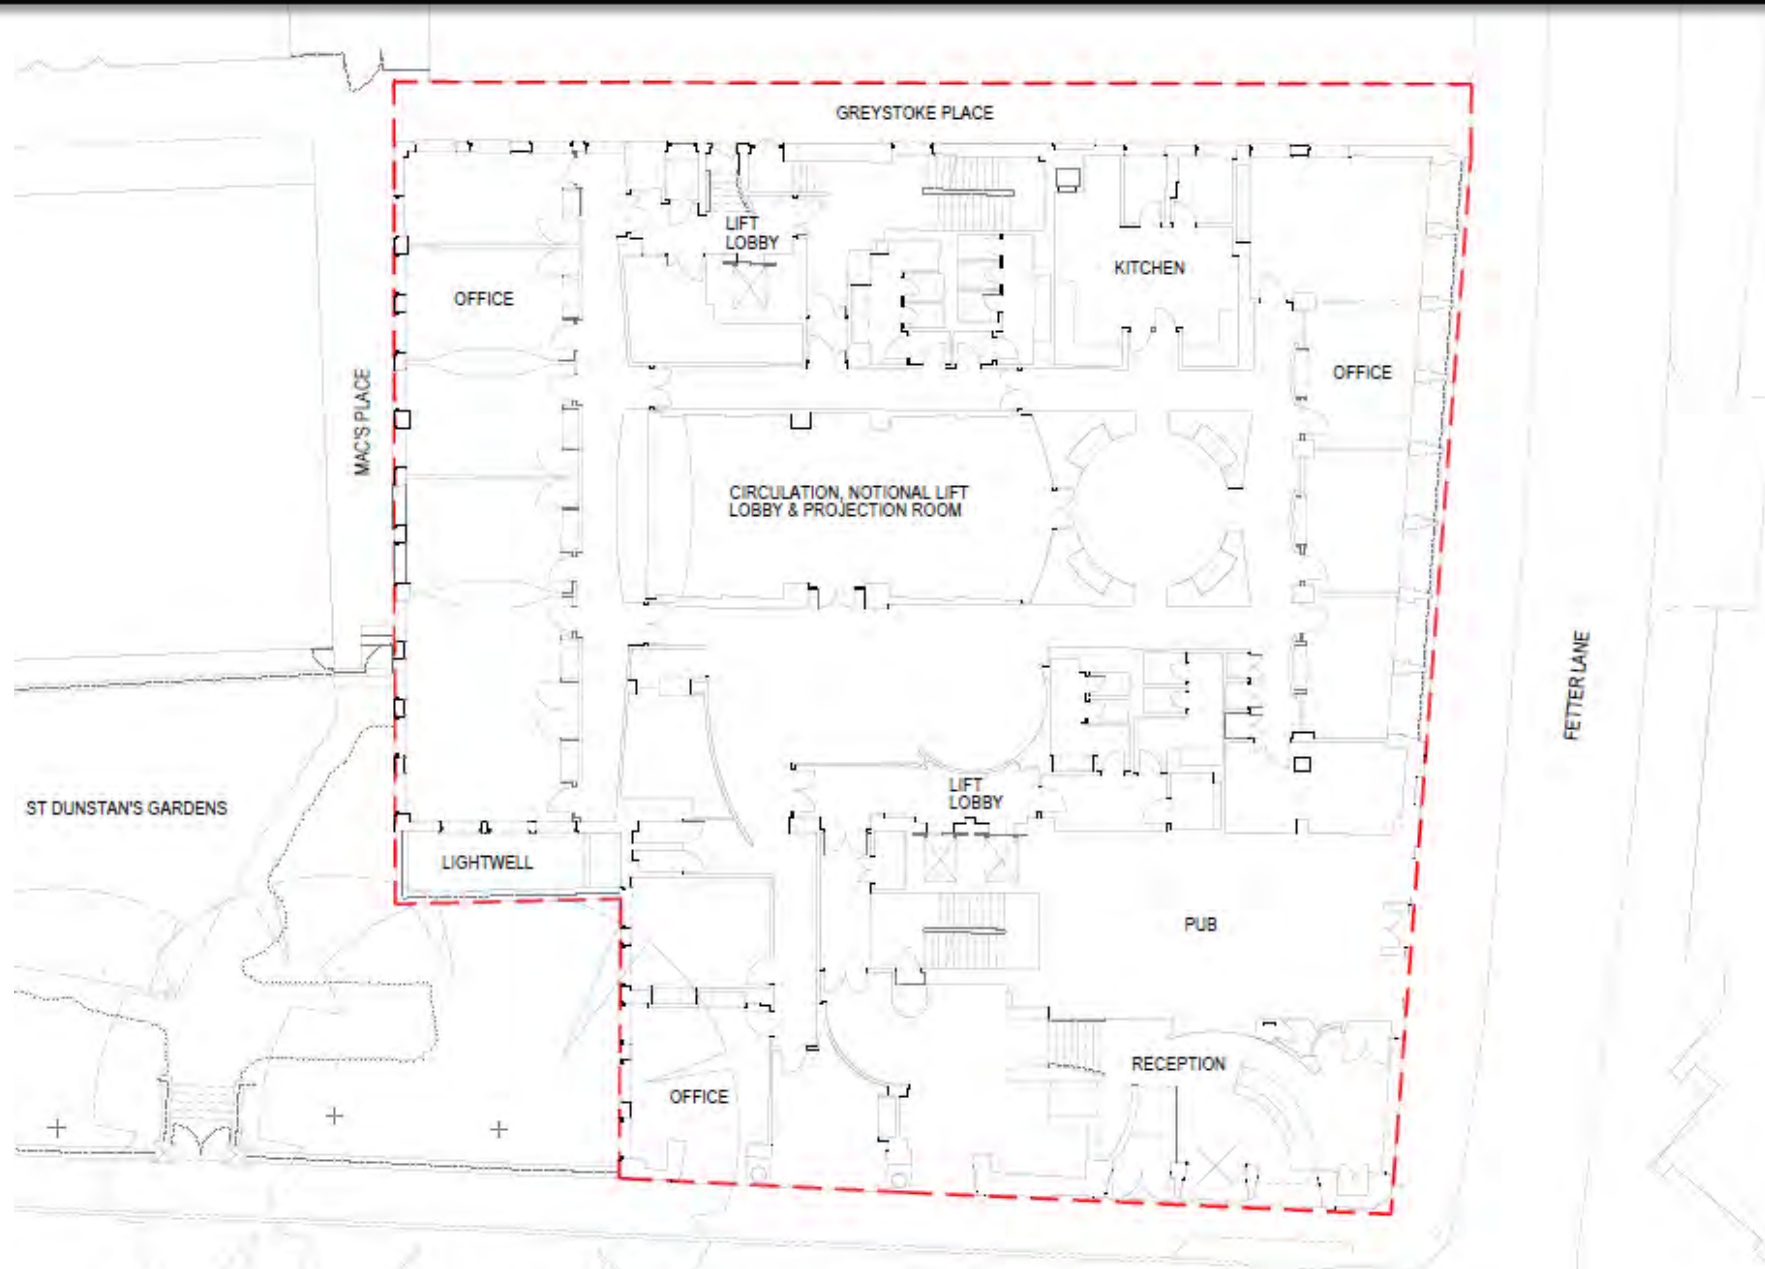 GREYSTOKE PLACE
LIFT
LOBBY
KITCHEN
OFFICE
OFFICE
MAC'S PLACE
CIRCULATION, NOTIONAL LIFT
LOBBY & PROJECTION ROOM
FETTER LANE
LIFT
LOBBY
ST DUNSTAN'S GARDENS
LIGHTWELL
PUB
RECEPTION
OFFICE